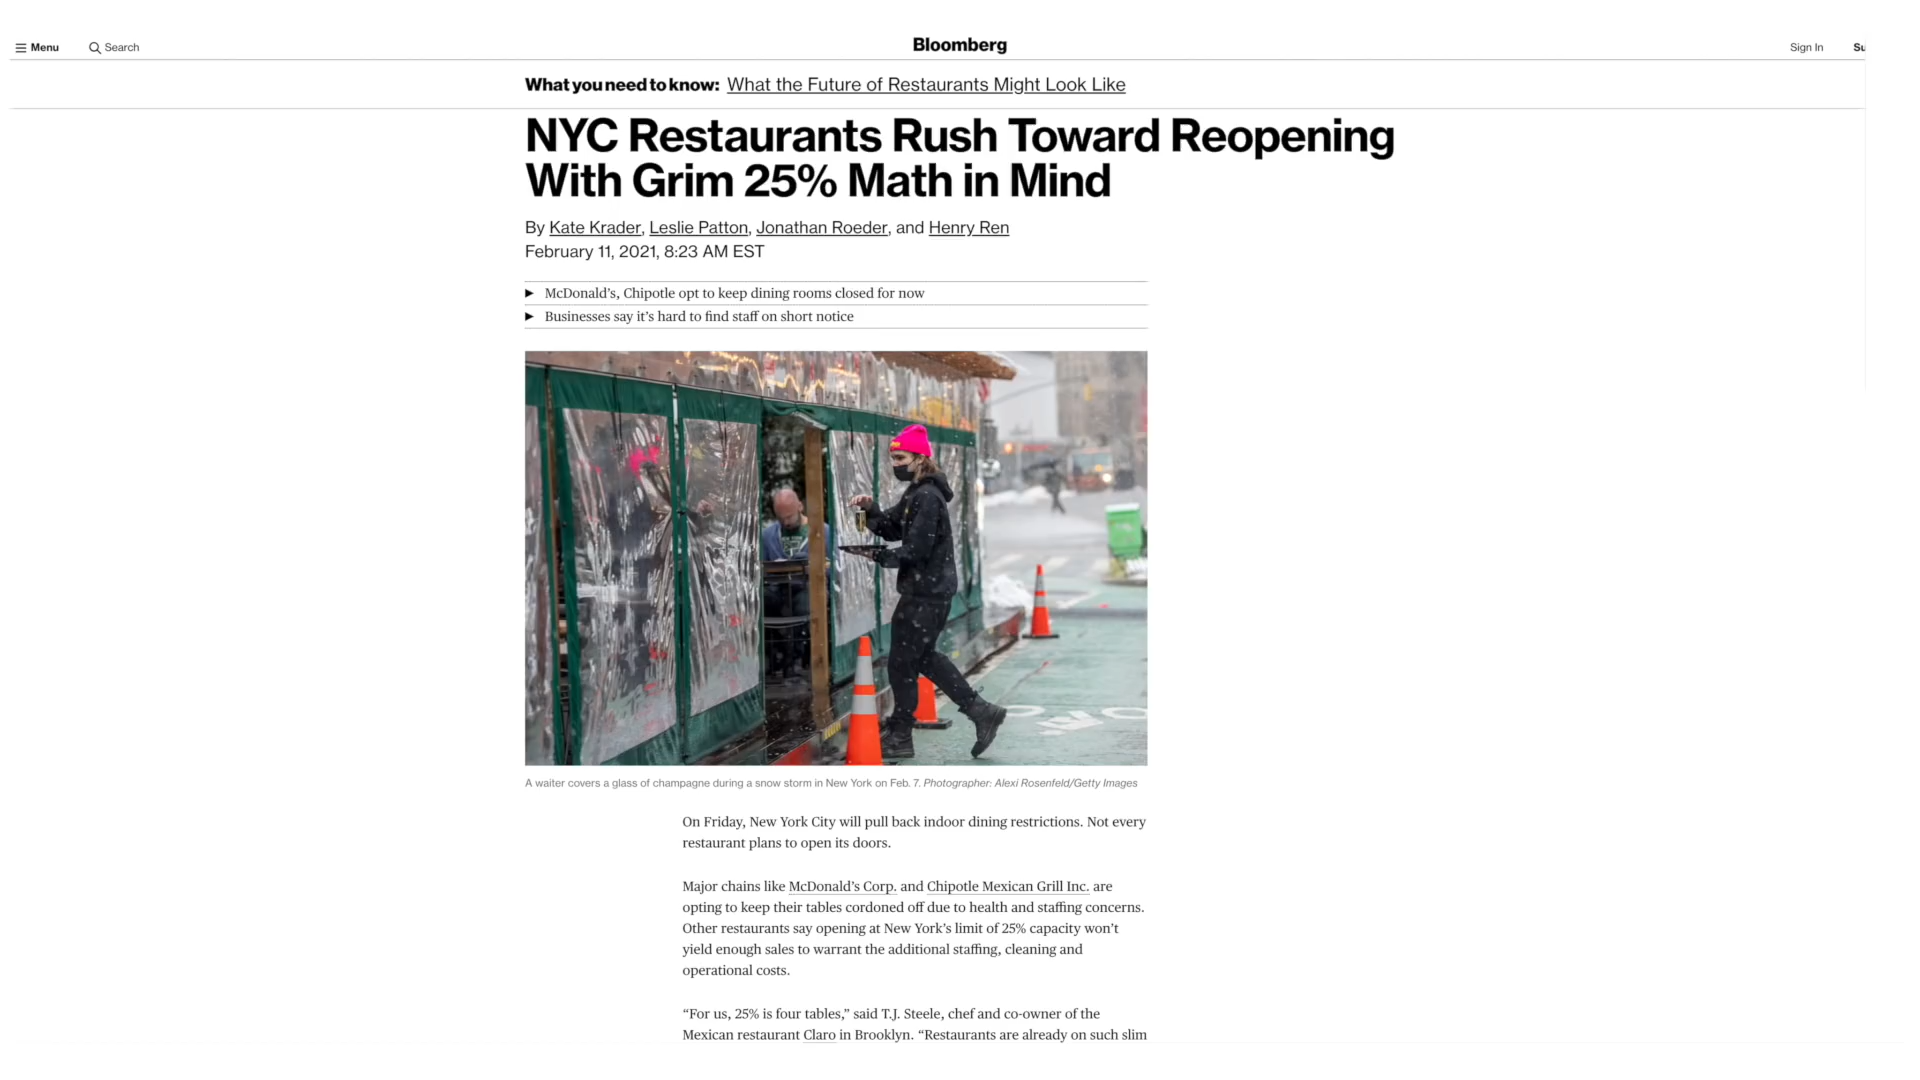 Menu
Search
Bloomberg
Sign In
What you need to know: What the Future of Restaurants Might Look Like
NYC Restaurants Rush Toward Reopening
With Grim 25% Math in Mind
By Kate Krader, Leslie Patton, Jonathan Roeder, and Henry Ren
February 11, 2021, 8:23 AM EST
► McDonald’s, Chipotle opt to keep dining rooms closed for now
► Businesses say it’s hard to find staff on short notice
A waiter covers a glass of champagne during a snow storm in New York on Feb. 7. Photographer: Alexi Rosenfeld/Getty Images
On Friday, New York City will pull back indoor dining restrictions. Not every
restaurant plans to open its doors.
Major chains like McDonald’s Corp. and Chipotle Mexican Grill Inc. are
opting to keep their tables cordoned off due to health and staffing concerns.
Other restaurants say opening at New York’s limit of 25% capacity won’t
yield enough sales to warrant the additional staffing, cleaning and
operational costs.
“For us, 25% is four tables,” said T.J. Steele, chef and co-owner of the
Mexican restaurant Claro in Brooklyn. “Restaurants are already on such slim